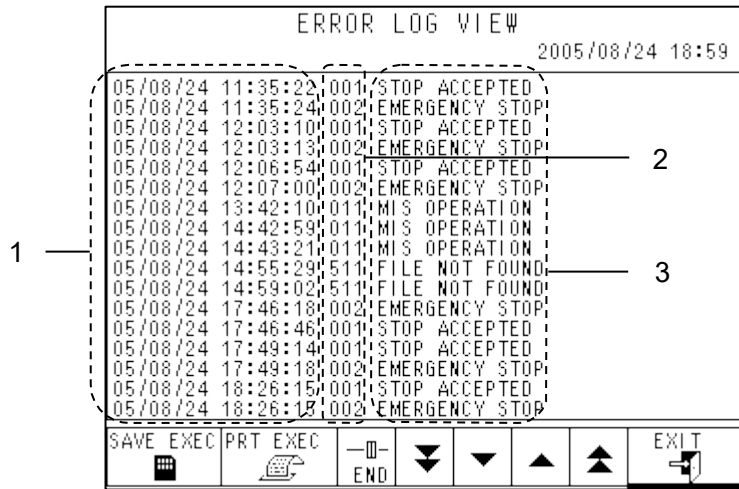 ERROR LOG VIEW
2005/08/24 18:59
05/08/24 11:35:22 001 STOP ACCEPTED
05/08/24 11:35:24 002 EMERGENCY STOP
05/08/24 12:03:10 001 STOP ACCEPTED
05/08/24 12:03:13 002 EMERGENCY STOP
05/08/24 12:06:54 001 STOP ACCEPTED
05/08/24 12:07:00 002 EMERGENCY STOP
05/08/24 13:42:10 011 MIS OPERATION
05/08/24 14:42:59 011 MIS OPERATION
05/08/24 14:43:21 011 MIS OPERATION
05/08/24 14:55:29 511 FILE NOT FOUND
05/08/24 14:59:02 511 FILE NOT FOUND
05/08/24 17:46:18 002 EMERGENCY STOP
05/08/24 17:46:46 001 STOP ACCEPTED
05/08/24 17:49:14 001 STOP ACCEPTED
05/08/24 17:49:18 002 EMERGENCY STOP
05/08/24 18:26:15 001 STOP ACCEPTED
05/08/24 18:26:15 002 EMERGENCY STOP
1
2
3
SAVE EXEC PRT EXEC END EXIT